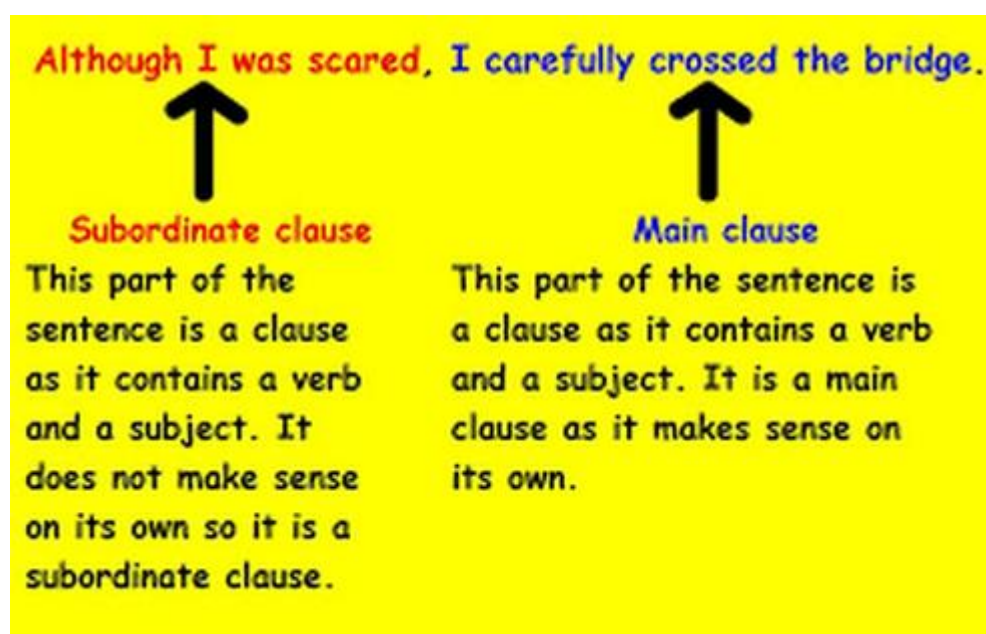 Although I was scared, I carefully crossed the bridge.
Subordinate clause
This part of the
sentence is a clause
as it contains a verb
and a subject. It
does not make sense
on its own so it is a
subordinate clause.
Main clause
This part of the sentence is
a clause as it contains a verb
and a subject. It is a main
clause as it makes sense on
its own.